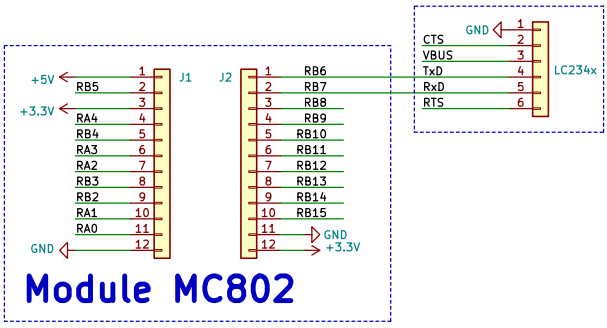 GND 1
CTS 2
VBUS 3
TxD 4
RxD 5
RTS 6
LC234x
J1 J2
+5V 1 1 RB6
RB5 2 2 RB7
+3.3V 3 3 RB8
RA4 4 4 RB9
RB4 5 5 RB10
RA3 6 6 RB11
RA2 7 7 RB12
RB3 8 8 RB13
RB2 9 9 RB14
RA1 10 10 RB15
RA0 11 11 GND
GND 12 12 +3.3V
Module MC802